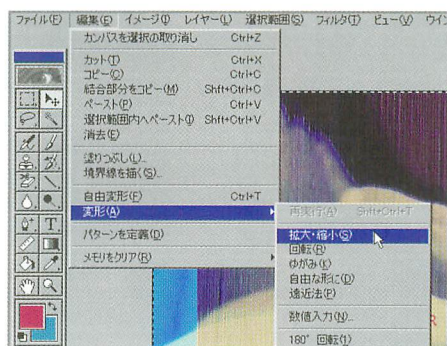 ファイル(F) 編集(E) イメージ(I) レイヤー(L) 選択範囲(S) フィルタ(T) ビュー(V) ウイン
カンバスを選択の取り消し Ctrl+Z
カット(T) Ctrl+X
コピー(C) Ctrl+C
結合部分をコピー(M) Shft+Ctrl+C
ペースト(P) Ctrl+V
選択範囲内へペースト(I) Shft+Ctrl+V
消去(E)
塗りつぶし(L)...
境界線を描く(S)...
自由変形(F) Ctrl+T
変形(A)
パターンを定義(D)
メモリをクリア(R)
再実行(A) Shft+Ctrl+T
拡大・縮小(S)
回転(R)
ゆがみ(K)
自由な形に(D)
遠近法(P)
数値入力(N)...
180° 回転(1)